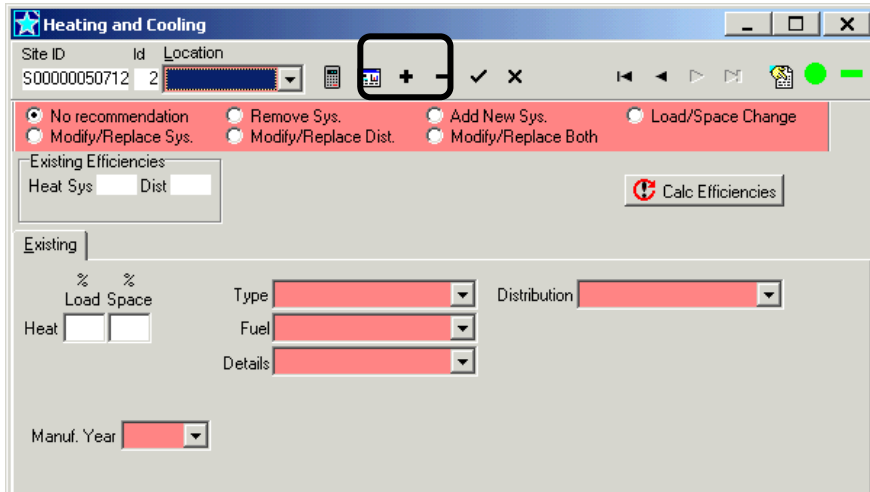 Heating and Cooling
Site ID Id Location
S00000050712 2
No recommendation Remove Sys. Add New Sys. Load/Space Change
Modify/Replace Sys. Modify/Replace Dist. Modify/Replace Both
Existing Efficiencies
Heat Sys Dist
Calc Efficiencies
Existing
% %
Load Space Type Distribution
Heat Fuel
Details
Manuf. Year